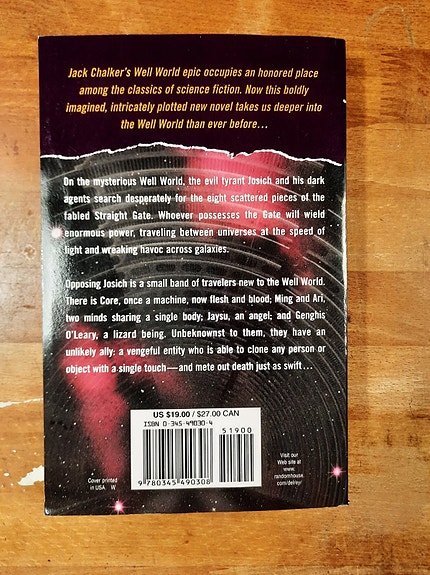 Jack Chalker's Well World epic occupies an honored place
among the classics of science fiction. Now this boldly
imagined, intricately plotted new novel takes us deeper into
the Well World than ever before...
On the mysterious Well World, the evil tyrant Josich and his dark
agents search desperately for the eight scattered pieces of the
fabled Straight Gate. Whoever possesses the Gate will wield
enormous power, traveling between universes at the speed of
light and wreaking havoc across galaxies.
Opposing Josich is a small band of travelers new to the Well World.
There is Core, once a machine, now flesh and blood; Ming and Ari,
two minds sharing a single body; Jaysu, an angel; and Genghis
O'Leary, a lizard being. Unbeknownst to them, they have an
unlikely ally: a vengeful entity who is able to clone any person or
object with a single touch—and mete out death just as swift...
US $19.00 / $27.00 CAN
ISBN 0-345-49030-4
51900
9 780345 490308
Cover printed
in USA W
Visit our
Web site at
www.
randomhouse.
com/delrey/